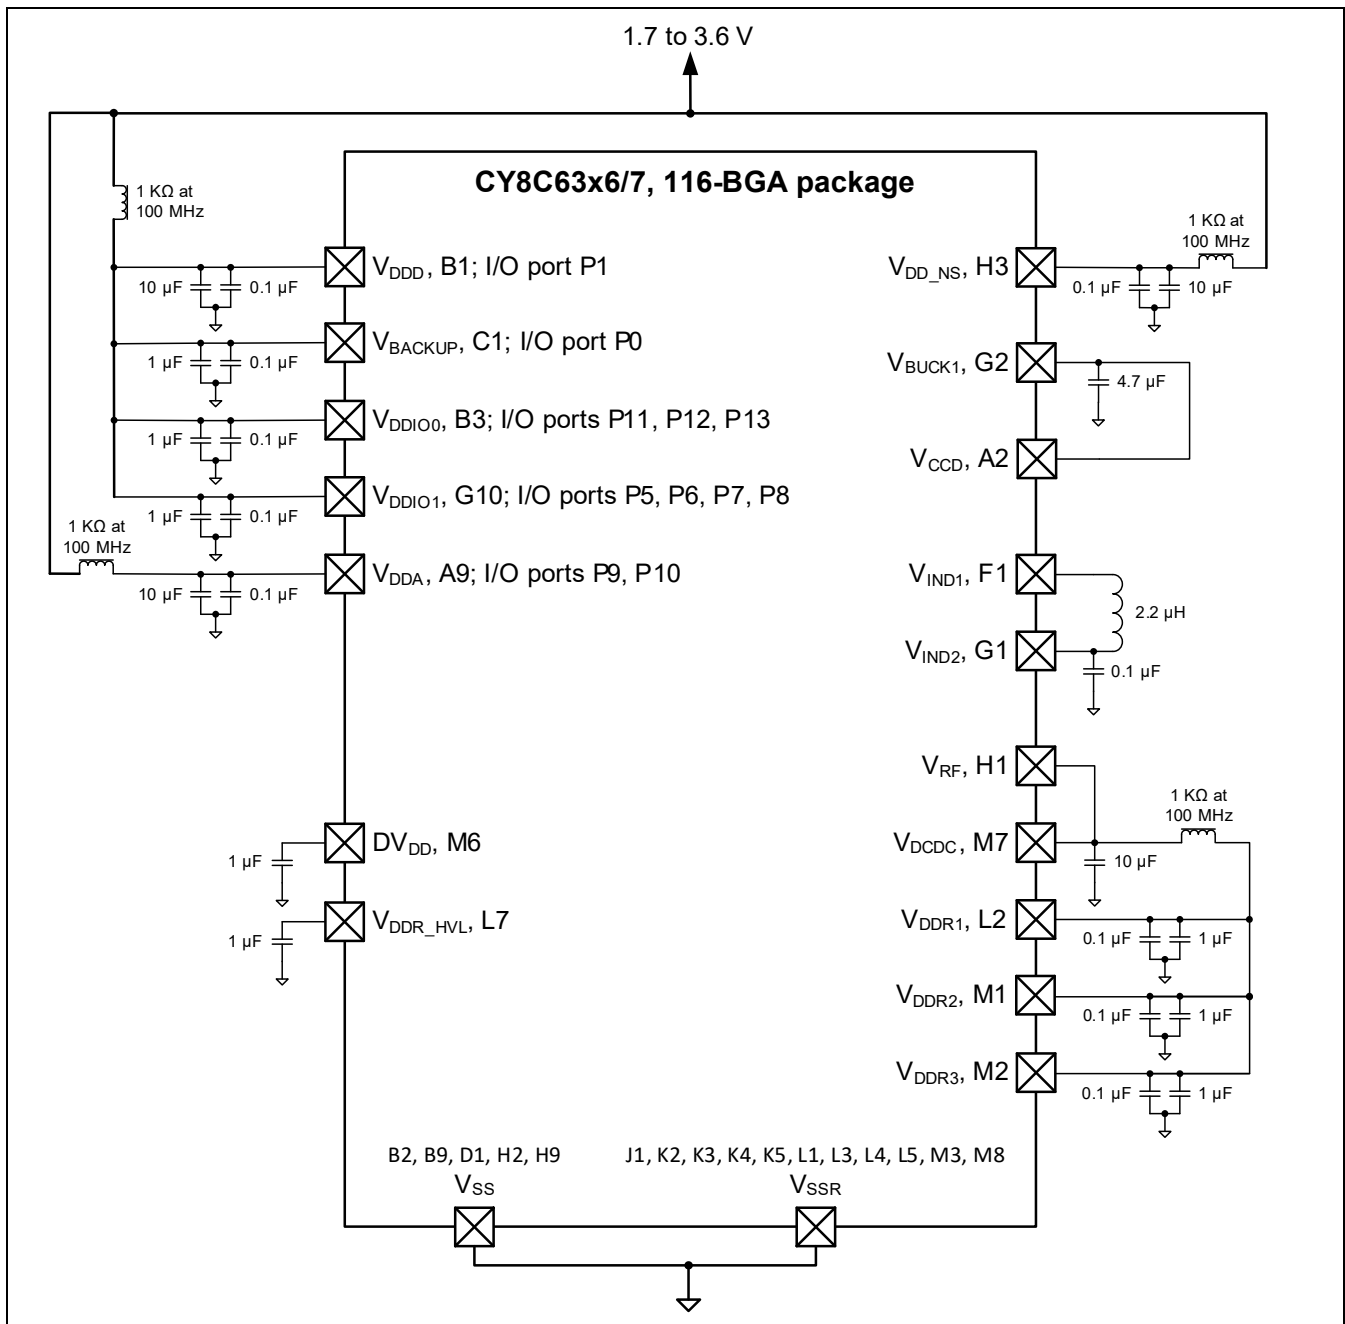 1.7 to 3.6 V
CY8C63x6/7, 116-BGA package
1 KΩ at
100 MHz
10 µF
0.1 µF
VDDD, B1; I/O port P1
1 µF
0.1 µF
VBACKUP, C1; I/O port P0
1 µF
0.1 µF
VDDIO0, B3; I/O ports P11, P12, P13
1 µF
0.1 µF
VDDIO1, G10; I/O ports P5, P6, P7, P8
1 KΩ at
100 MHz
10 µF
0.1 µF
VDDA, A9; I/O ports P9, P10
1 µF
DVDD, M6
1 µF
VDDR_HVL, L7
1 KΩ at
100 MHz
VDD_NS, H3
0.1 µF
10 µF
VBUCK1, G2
4.7 µF
VCCD, A2
VIND1, F1
2.2 µH
VIND2, G1
0.1 µF
VRF, H1
1 KΩ at
100 MHz
VDCDC, M7
10 µF
VDDR1, L2
0.1 µF
1 µF
VDDR2, M1
0.1 µF
1 µF
VDDR3, M2
0.1 µF
1 µF
B2, B9, D1, H2, H9
VSS
J1, K2, K3, K4, K5, L1, L3, L4, L5, M3, M8
VSSR